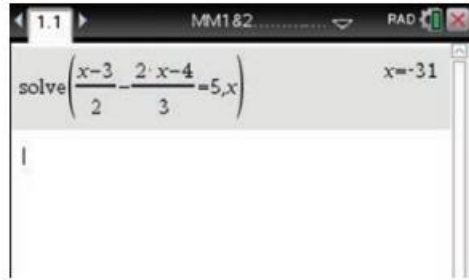 1.1 MM1&2............. RAD
solve(x-3/2-2·x-4/3=5,x) x=-31